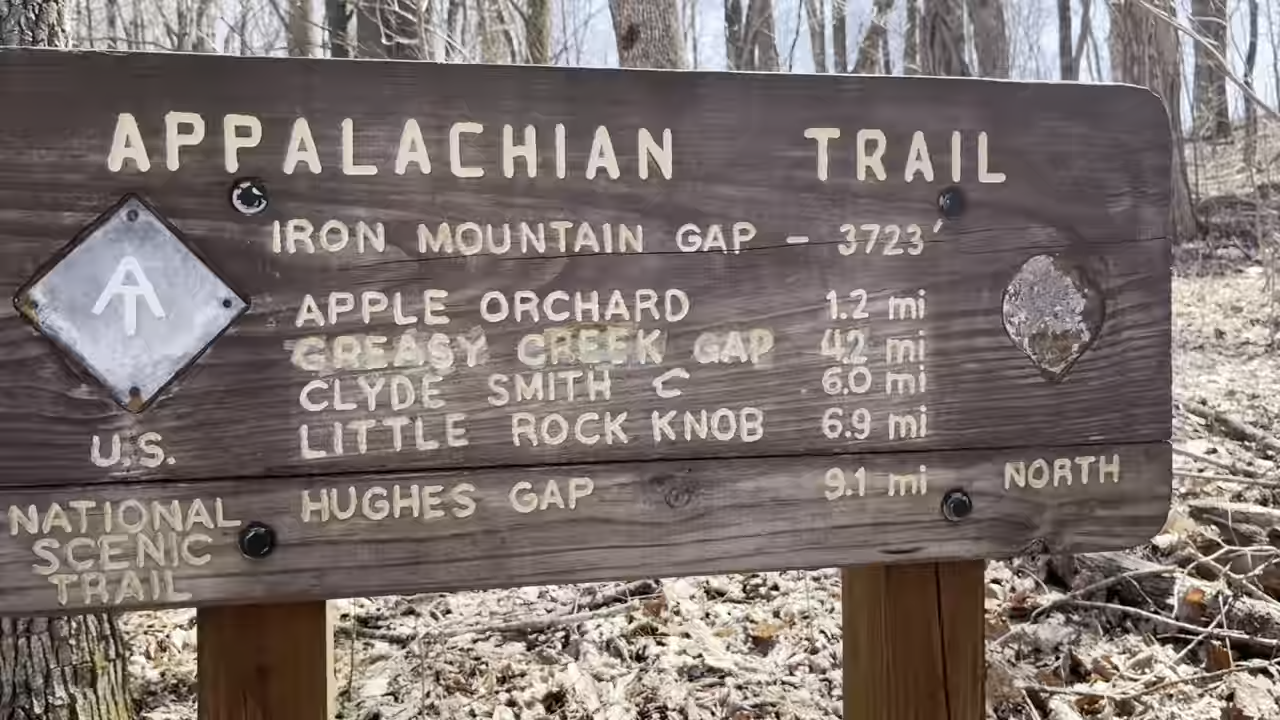 APPALACHIAN TRAIL
IRON MOUNTAIN GAP - 3723'
APPLE ORCHARD 1.2 mi
GREASY CREEK GAP 4.2 mi
CLYDE SMITH C 6.0 mi
LITTLE ROCK KNOB 6.9 mi
HUGHES GAP 9.1 mi
NORTH
AT
U.S.
NATIONAL
SCENIC
TRAIL